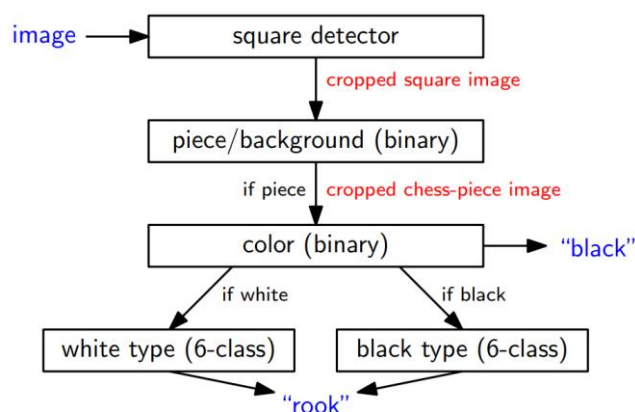 image
square detector
cropped square image
piece/background (binary)
if piece
cropped chess-piece image
color (binary)
“black”
if white
if black
white type (6-class)
black type (6-class)
“rook”